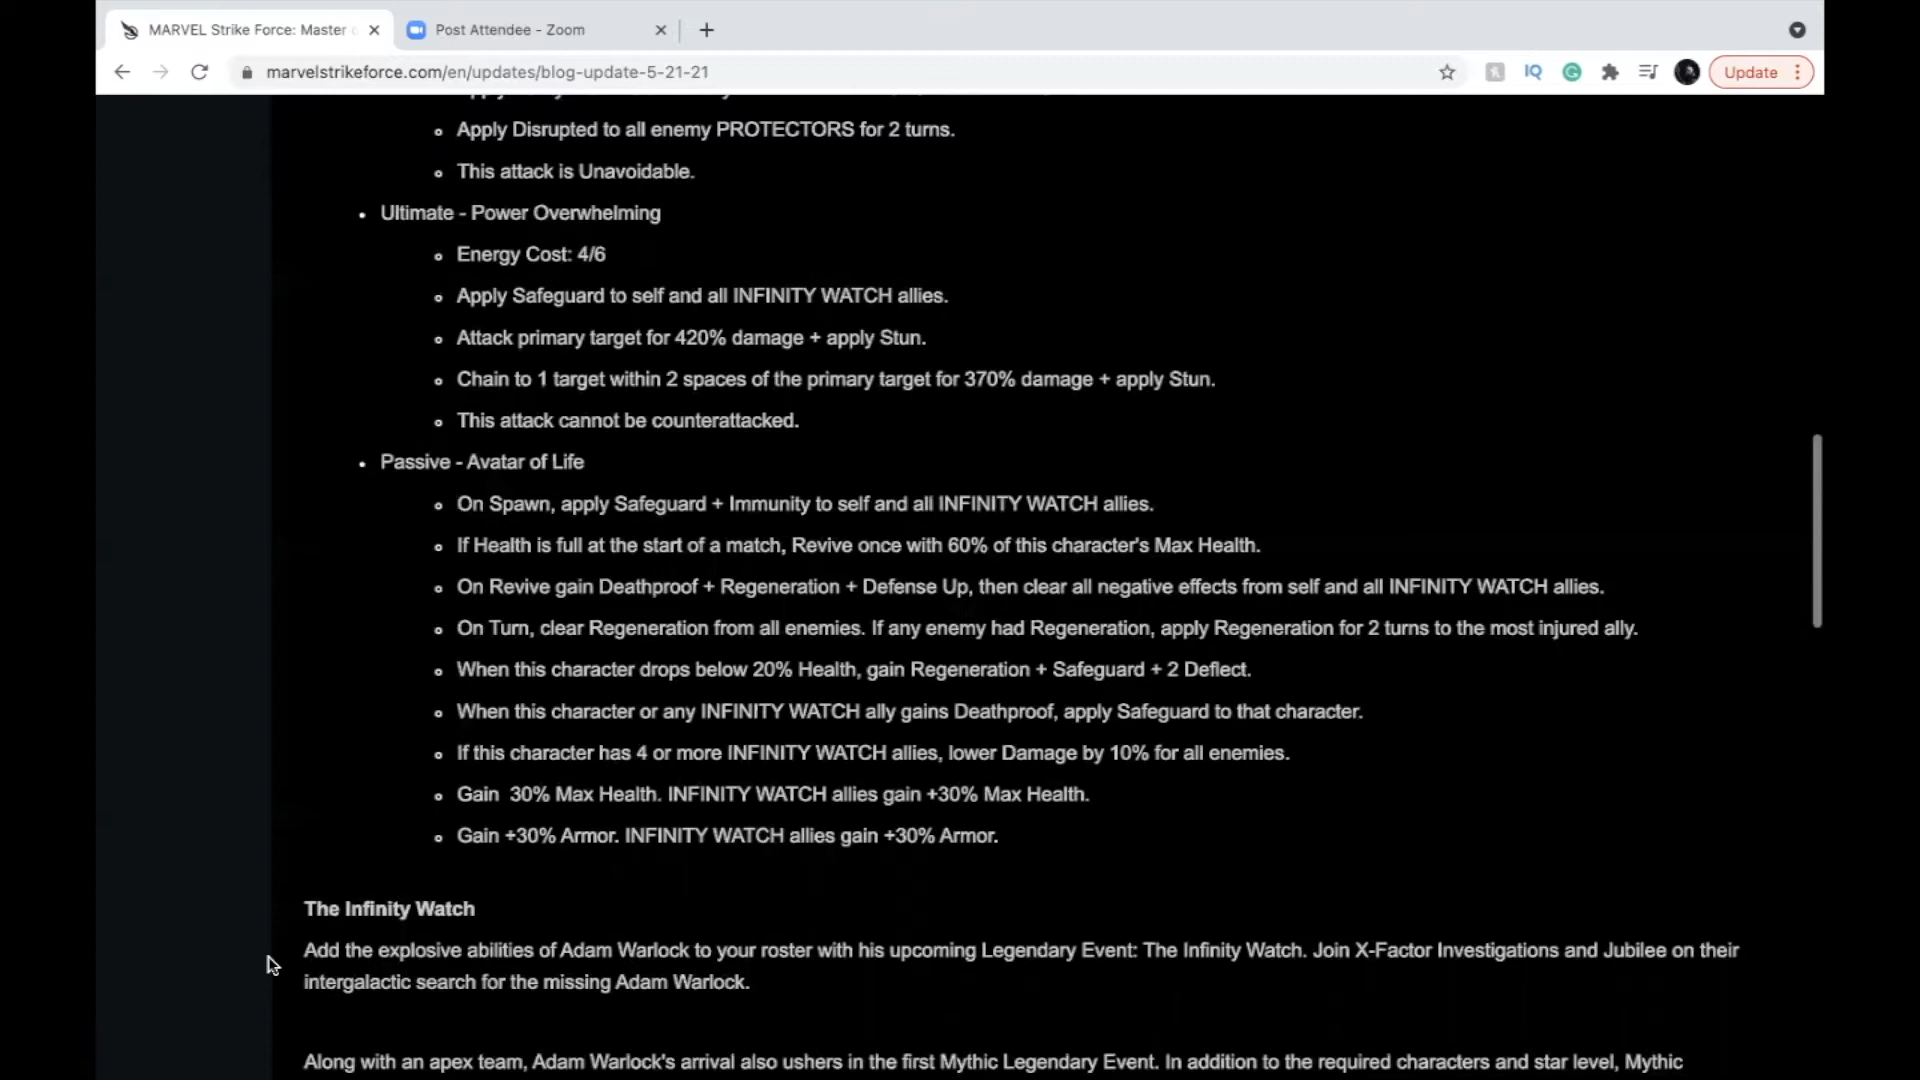 MARVEL Strike Force: Master
Post Attendee - Zoom
marvelstrikeforce.com/en/updates/blog-update-5-21-21
IQ
Update
Apply Disrupted to all enemy PROTECTORS for 2 turns.
This attack is Unavoidable.
Ultimate - Power Overwhelming
Energy Cost: 4/6
Apply Safeguard to self and all INFINITY WATCH allies.
Attack primary target for 420% damage + apply Stun.
Chain to 1 target within 2 spaces of the primary target for 370% damage + apply Stun.
This attack cannot be counterattacked.
Passive - Avatar of Life
On Spawn, apply Safeguard + Immunity to self and all INFINITY WATCH allies.
If Health is full at the start of a match, Revive once with 60% of this character's Max Health.
On Revive gain Deathproof + Regeneration + Defense Up, then clear all negative effects from self and all INFINITY WATCH allies.
On Turn, clear Regeneration from all enemies. If any enemy had Regeneration, apply Regeneration for 2 turns to the most injured ally.
When this character drops below 20% Health, gain Regeneration + Safeguard + 2 Deflect.
When this character or any INFINITY WATCH ally gains Deathproof, apply Safeguard to that character.
If this character has 4 or more INFINITY WATCH allies, lower Damage by 10% for all enemies.
Gain 30% Max Health. INFINITY WATCH allies gain +30% Max Health.
Gain +30% Armor. INFINITY WATCH allies gain +30% Armor.
The Infinity Watch
Add the explosive abilities of Adam Warlock to your roster with his upcoming Legendary Event: The Infinity Watch. Join X-Factor Investigations and Jubilee on their
intergalactic search for the missing Adam Warlock.
Along with an apex team, Adam Warlock's arrival also ushers in the first Mythic Legendary Event. In addition to the required characters and star level, Mythic